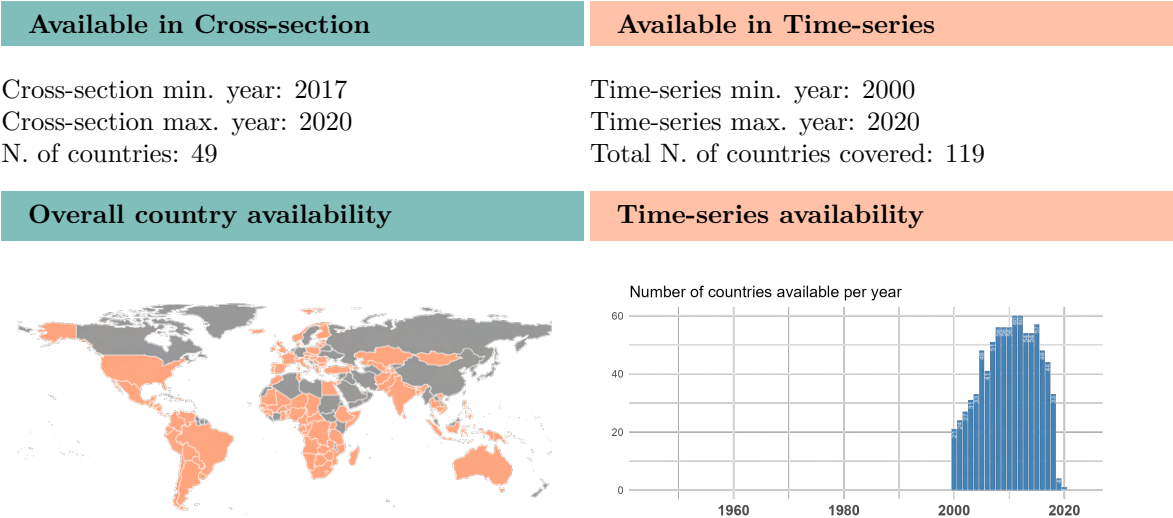 Available in Cross-section
Cross-section min. year: 2017
Cross-section max. year: 2020
N. of countries: 49
Available in Time-series
Time-series min. year: 2000
Time-series max. year: 2020
Total N. of countries covered: 119
Overall country availability
Time-series availability
Number of countries available per year
60
40
20
0
1960
1980
2000
2020